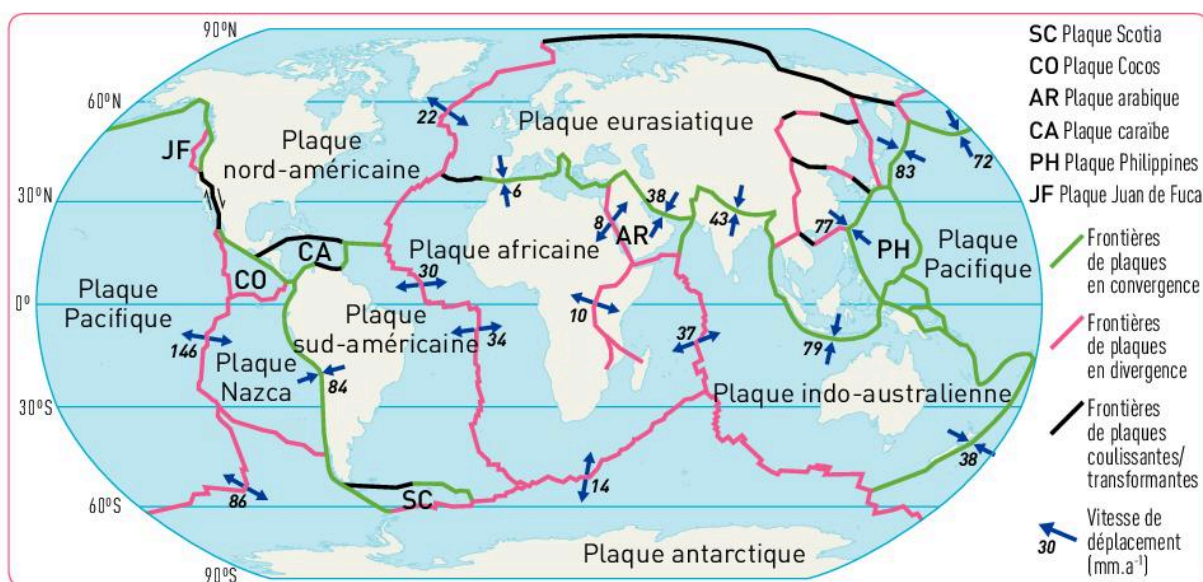 90°N
60°N
30°N
0°
30°S
60°S
90°S
JF
Plaque
nord-américaine
22
Plaque eurasiatique
6
38
8
AR
43
77
83
72
PH
Plaque
Pacifique
CA
CO
Plaque africaine
30
Plaque
Pacifique
146
Plaque
Nazca
84
Plaque
sud-américaine
34
10
37
79
Plaque indo-australienne
38
86
SC
14
Plaque antarctique
SC Plaque Scotia
CO Plaque Cocos
AR Plaque arabique
CA Plaque caraïbe
PH Plaque Philippines
JF Plaque Juan de Fuca
Frontières
de plaques
en convergence
Frontières
de plaques
en divergence
Frontières
de plaques
coulissantes/
transformantes
30
Vitesse de
déplacement
(mm.a⁻¹)